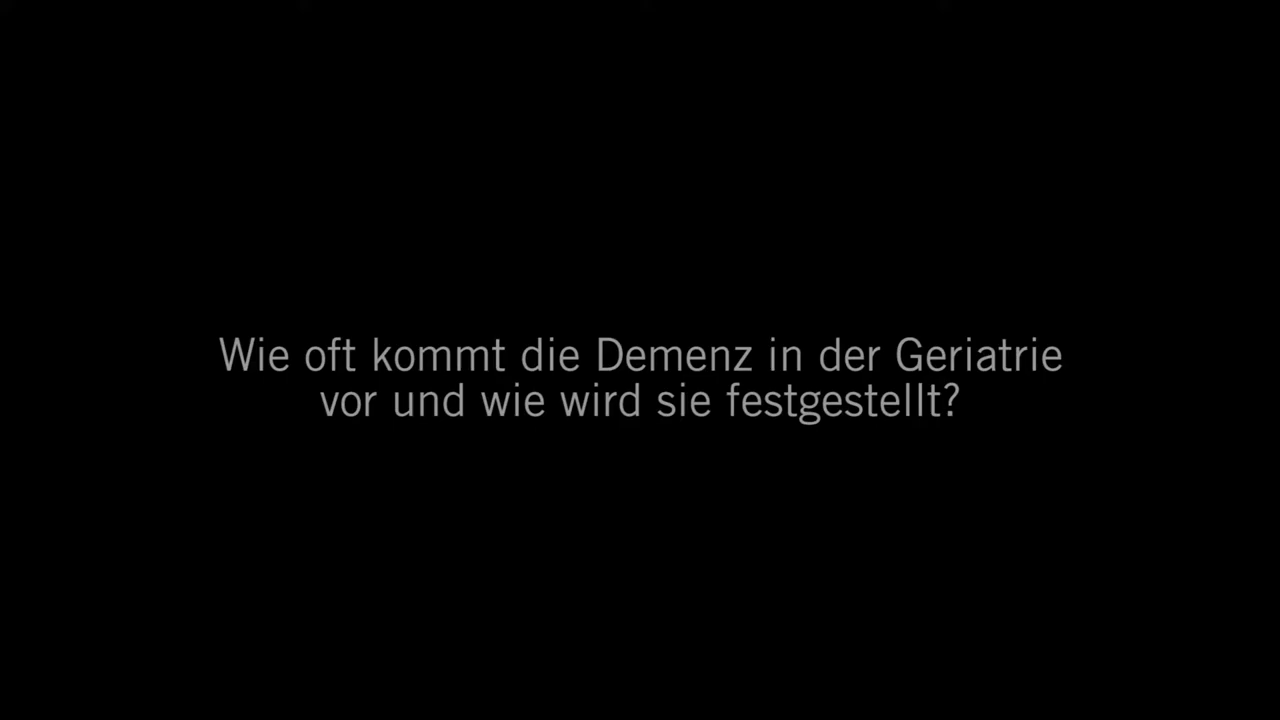 Wie oft kommt die Demenz in der Geriatrie
vor und wie wird sie festgestellt?